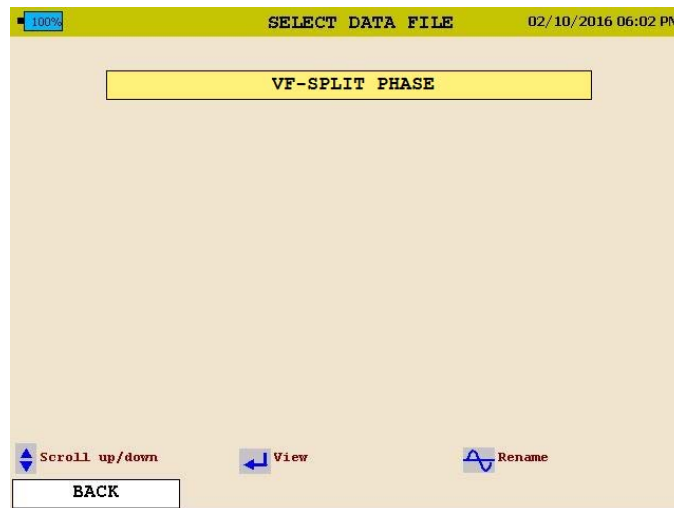 100% SELECT DATA FILE 02/10/2016 06:02 PM
VF-SPLIT PHASE
Scroll up/down View Rename
BACK